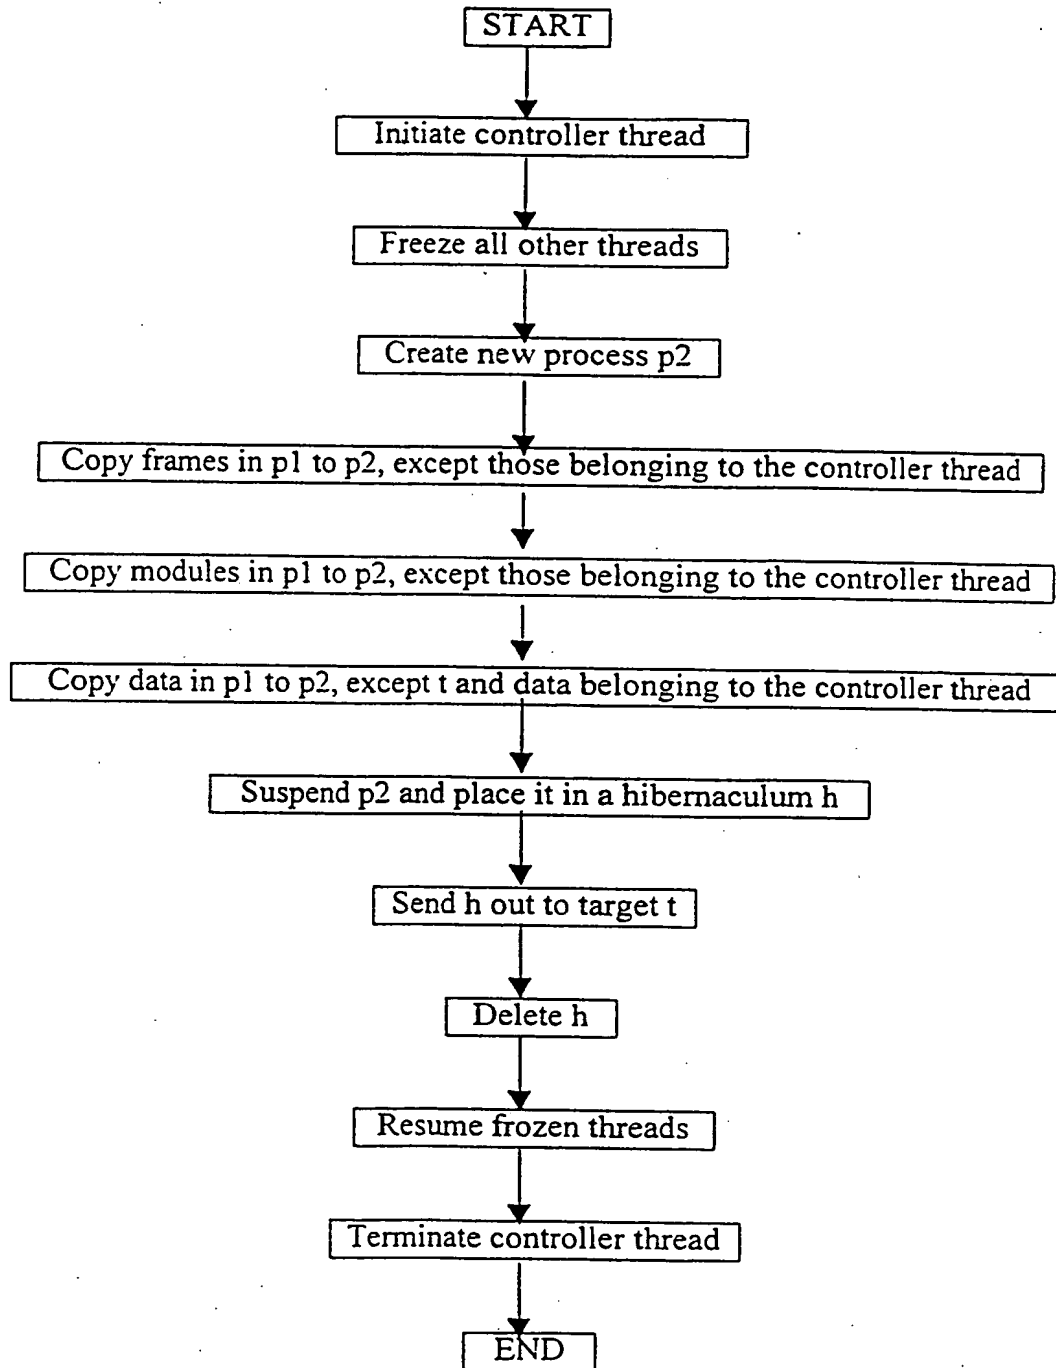 START
Initiate controller thread
Freeze all other threads
Create new process p2
Copy frames in p1 to p2, except those belonging to the controller thread
Copy modules in p1 to p2, except those belonging to the controller thread
Copy data in p1 to p2, except t and data belonging to the controller thread
Suspend p2 and place it in a hibernaculum h
Send h out to target t
Delete h
Resume frozen threads
Terminate controller thread
END